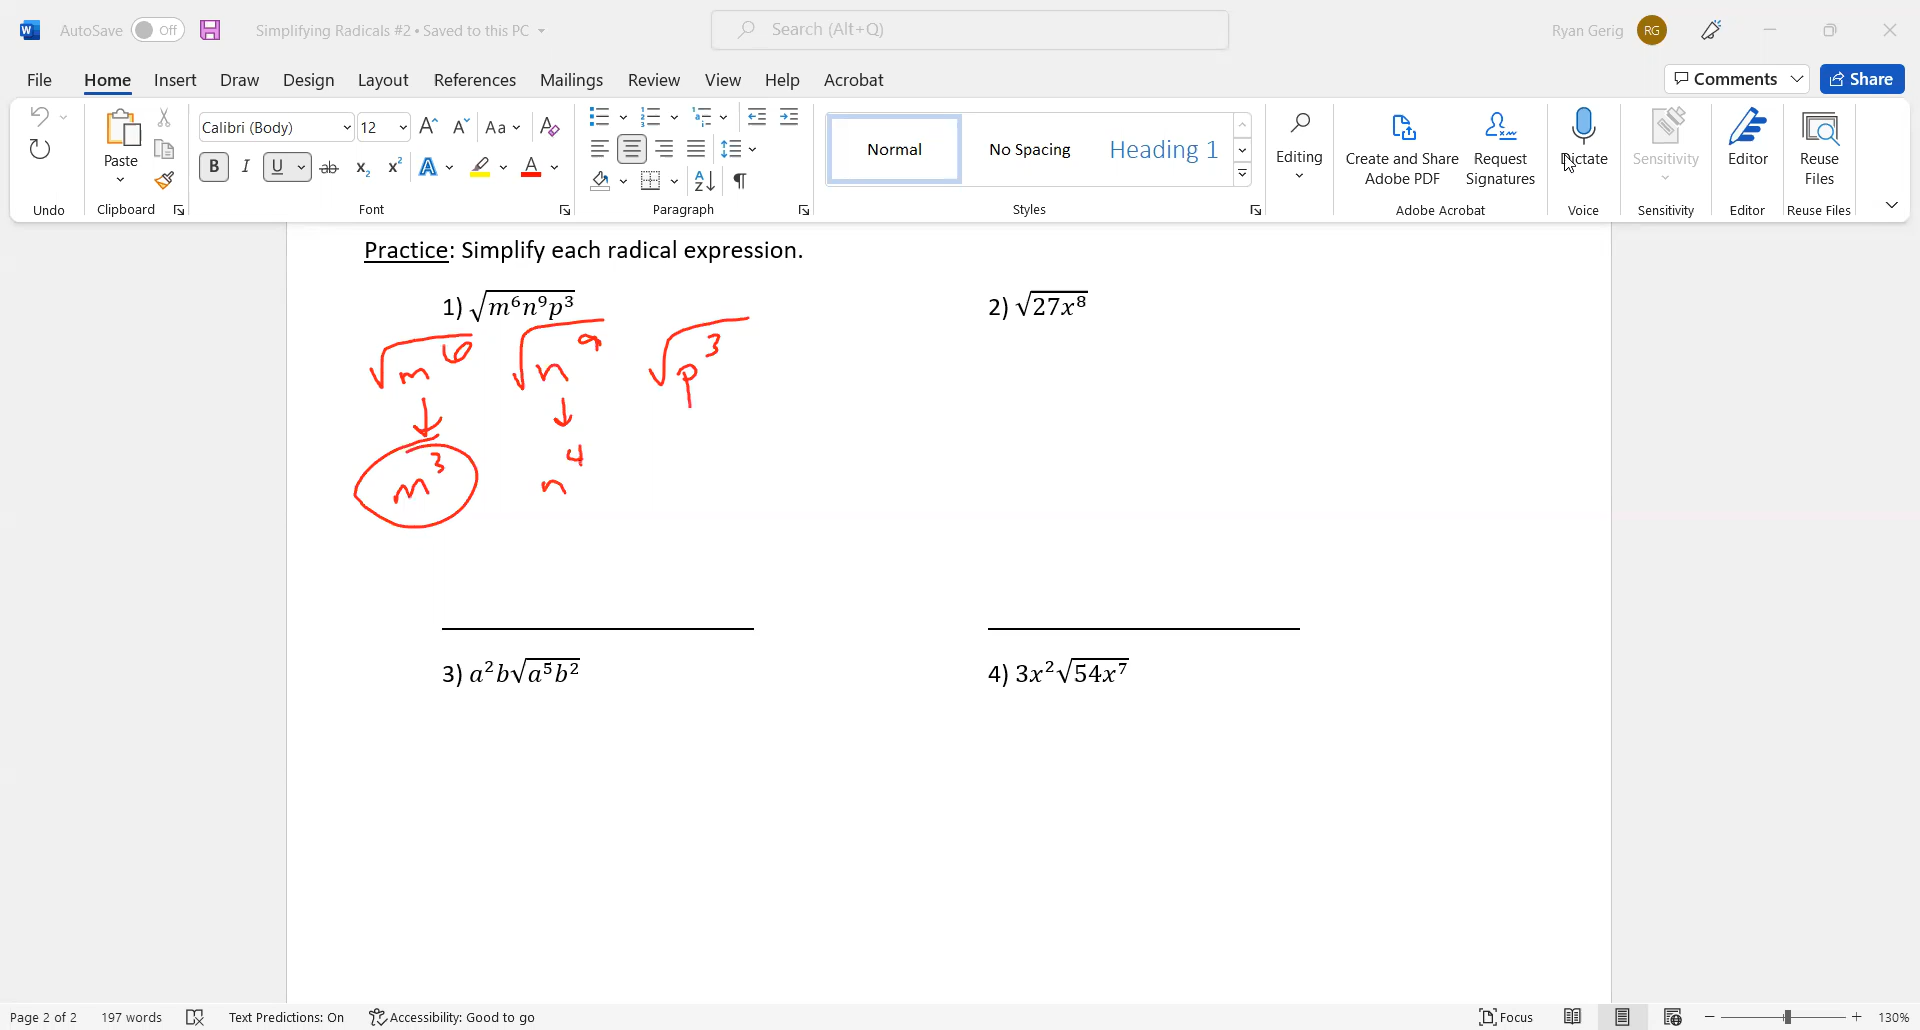 AutoSave Off Simplifying Radicals #2 • Saved to this PC Search (Alt+Q) Ryan Gerig RG
File Home Insert Draw Design Layout References Mailings Review View Help Acrobat Comments Share
Calibri (Body) 12 A A Aa A
Paste
B I U ab x₂ x² A A
Normal No Spacing Heading 1
Editing
Create and Share Adobe PDF
Request Signatures
Dictate
Sensitivity
Editor
Reuse Files
Undo Clipboard Font Paragraph Styles Adobe Acrobat Voice Sensitivity Editor Reuse Files
Practice: Simplify each radical expression.
1) √(m⁶n⁹p³) 2) √(27x⁸)
√(m⁶) √(n⁹) √(p³)
m³ n⁴
3) a²b√(a⁵b²) 4) 3x²√(54x⁷)
Page 2 of 2 197 words Text Predictions: On Accessibility: Good to go Focus 130%